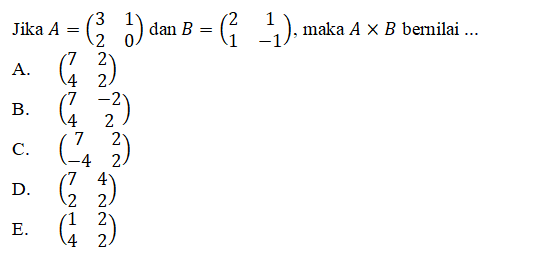 Jika A = (3 1 2 0) dan B = (2 1 1 −1), maka A × B bernilai ...
A. (7 2 4 2)
B. (7 −2 4 2)
C. (7 2 −4 2)
D. (7 4 2 2)
E. (1 2 4 2)